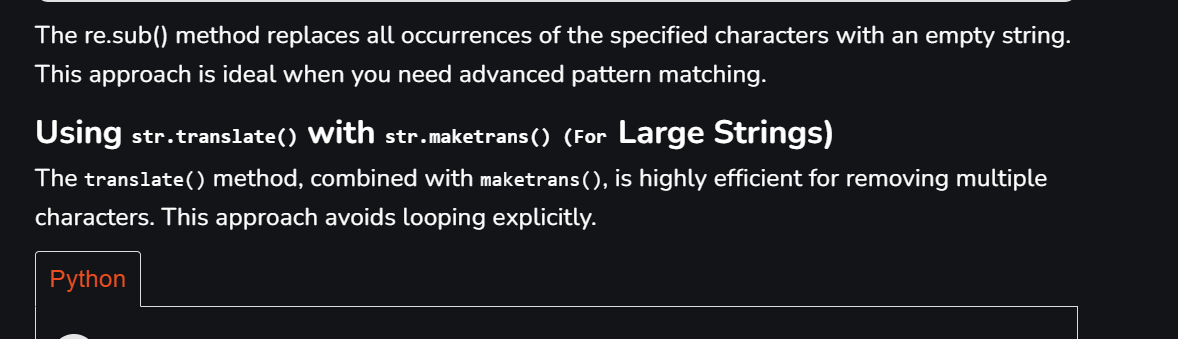 The re.sub() method replaces all occurrences of the specified characters with an empty string.
This approach is ideal when you need advanced pattern matching.
Using str.translate() with str.maketrans() (For Large Strings)
The translate() method, combined with maketrans(), is highly efficient for removing multiple
characters. This approach avoids looping explicitly.
Python